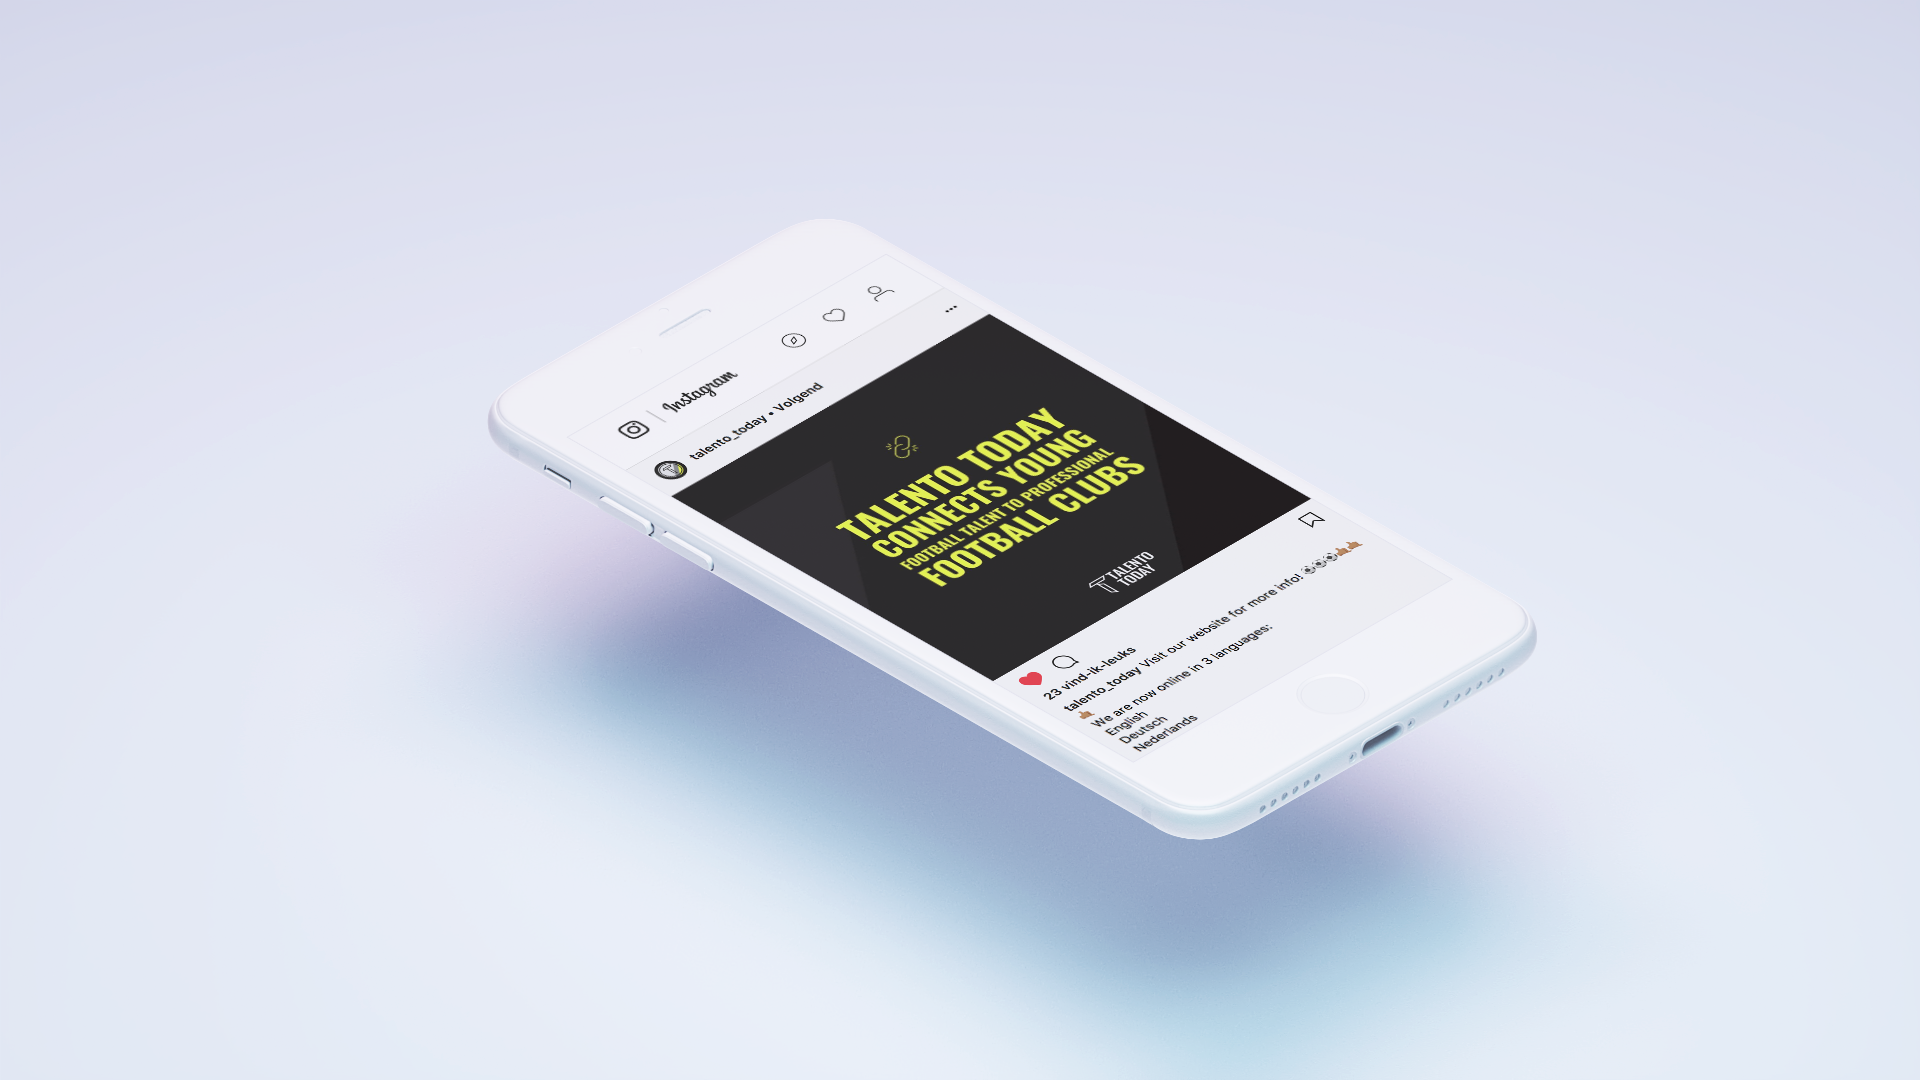 Instagram
talento_today • Volgend
TALENTO TODAY
CONNECTS YOUNG
FOOTBALL TALENT TO PROFESSIONAL
FOOTBALL CLUBS
TALENTO
TODAY
23 vind-ik-leuks
talento_today Visit our website for more info! ⚽⚽⚽👍🏽👍🏽
👍🏽 We are now online in 3 languages:
English
Deutsch
Nederlands